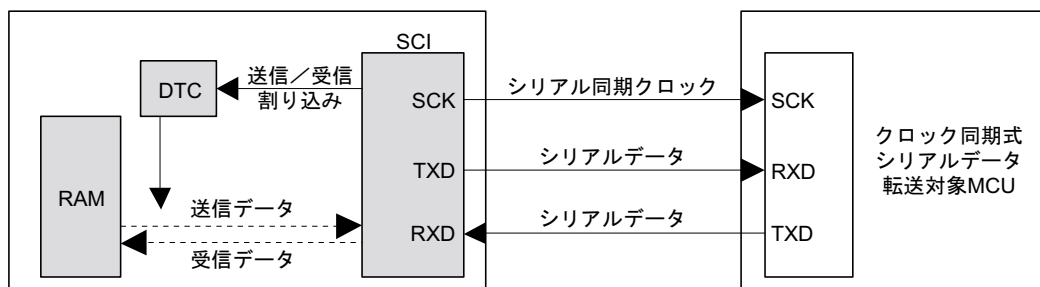 SCI
DTC
送信／受信
割り込み
RAM
送信データ
受信データ
SCK
TXD
RXD
シリアル同期クロック
シリアルデータ
シリアルデータ
SCK
RXD
TXD
クロック同期式
シリアルデータ
転送対象MCU